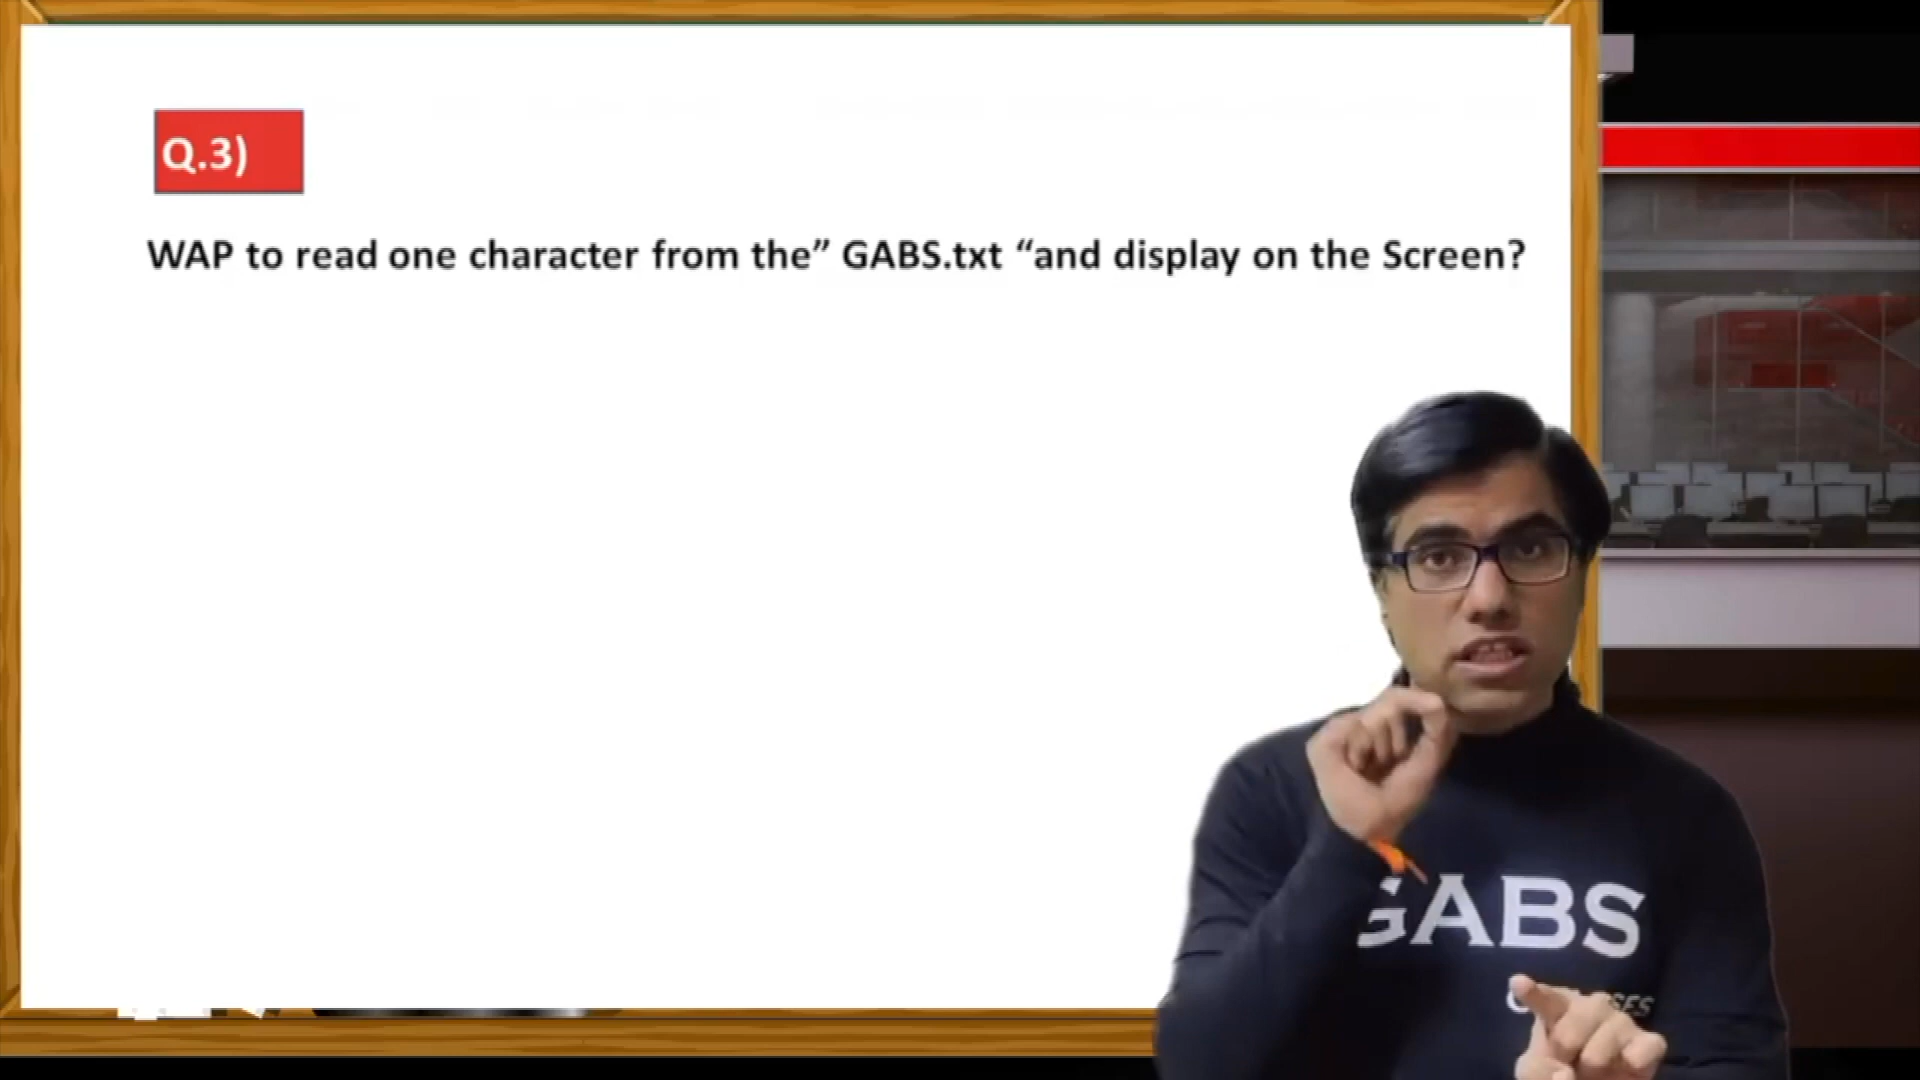 Q.3)
WAP to read one character from the” GABS.txt “and display on the Screen?
GABS